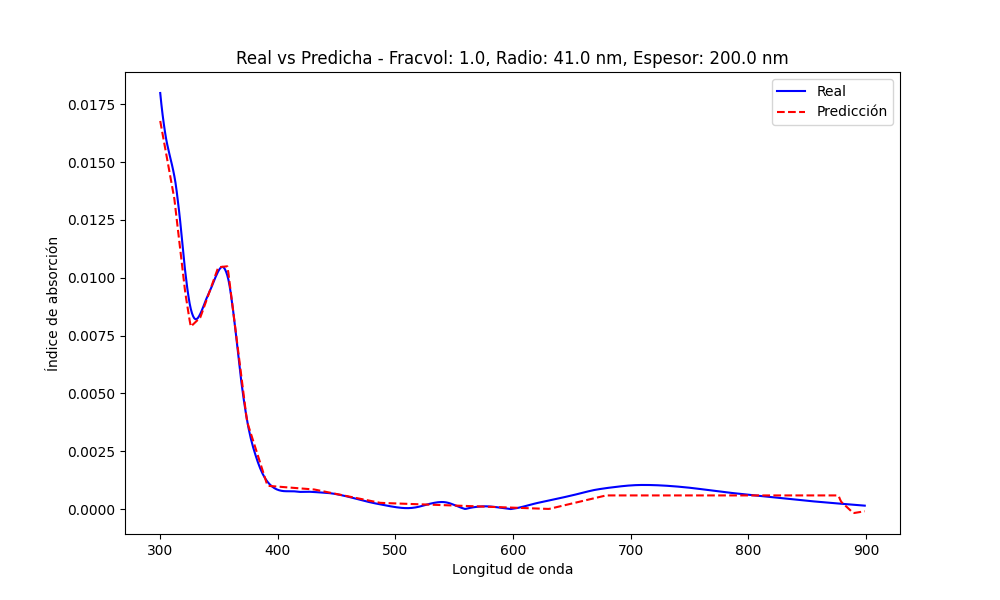 Real vs Predicha - Fracvol: 1.0, Radio: 41.0 nm, Espesor: 200.0 nm
Real
Predicción
Índice de absorción
0.0175
0.0150
0.0125
0.0100
0.0075
0.0050
0.0025
0.0000
300 400 500 600 700 800 900
Longitud de onda